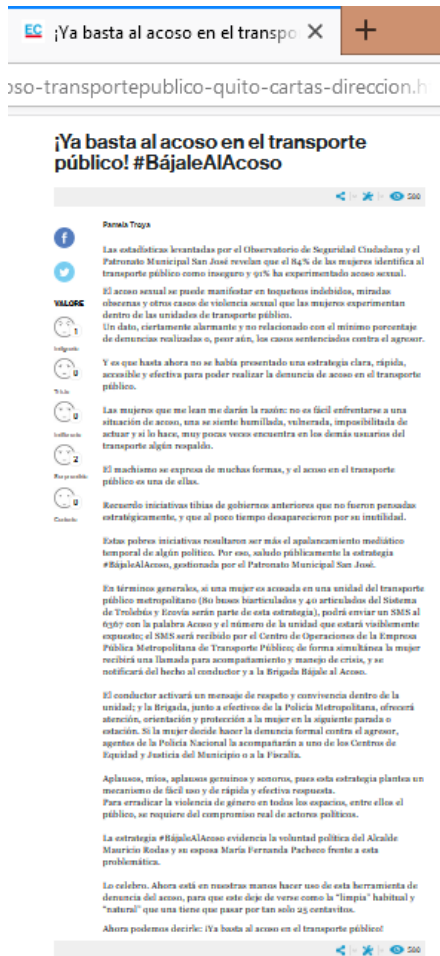 EC ¡Ya basta al acoso en el transpo
oso-transportepublico-quito-cartas-direccion.h
¡Ya basta al acoso en el transporte
público! #BájaleAlAcoso
500
Pamela Troya
Las estadísticas levantadas por el Observatorio de Seguridad Ciudadana y el
Patronato Municipal San José revelan que el 84% de las mujeres identifica al
transporte público como inseguro y 91% ha experimentado acoso sexual.
El acoso sexual se puede manifestar en toqueteos indebidos, miradas
obscenas y otros casos de violencia sexual que las mujeres experimentan
dentro de las unidades de transporte público.
Un dato, ciertamente alarmante y no relacionado con el mínimo porcentaje
de denuncias realizadas o, peor aún, los casos sentenciados contra el agresor.
VALORE
1
Indignado
0
Triste
0
Indiferente
2
Sorprendido
0
Contento
Y es que hasta ahora no se había presentado una estrategia clara, rápida,
accesible y efectiva para poder realizar la denuncia de acoso en el transporte
público.
Las mujeres que me lean me darán la razón: no es fácil enfrentarse a una
situación de acoso, una se siente humillada, vulnerada, imposibilitada de
actuar y si lo hace, muy pocas veces encuentra en los demás usuarios del
transporte algún respaldo.
El machismo se expresa de muchas formas, y el acoso en el transporte
público es una de ellas.
Recuerdo iniciativas tibias de gobiernos anteriores que no fueron pensadas
estratégicamente, y que al poco tiempo desaparecieron por su inutilidad.
Estas pobres iniciativas resultaron ser más el apalancamiento mediático
temporal de algún político. Por eso, saludo públicamente la estrategia
#BájaleAlAcoso, gestionada por el Patronato Municipal San José.
En términos generales, si una mujer es acosada en una unidad del transporte
público metropolitano (80 buses biarticulados y 40 articulados del Sistema
de Trolebús y Ecovía serán parte de esta estrategia), podrá enviar un SMS al
6367 con la palabra Acoso y el número de la unidad que estará visiblemente
expuesto; el SMS será recibido por el Centro de Operaciones de la Empresa
Pública Metropolitana de Transporte Público; de forma simultánea la mujer
recibirá una llamada para acompañamiento y manejo de crisis, y se
notificará del hecho al conductor y a la Brigada Bájale al Acoso.
El conductor activará un mensaje de respeto y convivencia dentro de la
unidad; y la Brigada, junto a efectivos de la Policía Metropolitana, ofrecerá
atención, orientación y protección a la mujer en la siguiente parada o
estación. Si la mujer decide hacer la denuncia formal contra el agresor,
agentes de la Policía Nacional la acompañarán a uno de los Centros de
Equidad y Justicia del Municipio o a la Fiscalía.
Aplausos, míos, aplausos genuinos y sonoros, pues esta estrategia plantea un
mecanismo de fácil uso y de rápida y efectiva respuesta.
Para erradicar la violencia de género en todos los espacios, entre ellos el
público, se requiere del compromiso real de actores políticos.
La estrategia #BájaleAlAcoso evidencia la voluntad política del Alcalde
Mauricio Rodas y su esposa María Fernanda Pacheco frente a esta
problemática.
Lo celebro. Ahora está en nuestras manos hacer uso de esta herramienta de
denuncia del acoso, para que este deje de verse como la “limpia” habitual y
“natural” que una tiene que pasar por tan solo 25 centavitos.
Ahora podemos decirle: ¡Ya basta al acoso en el transporte público!
500